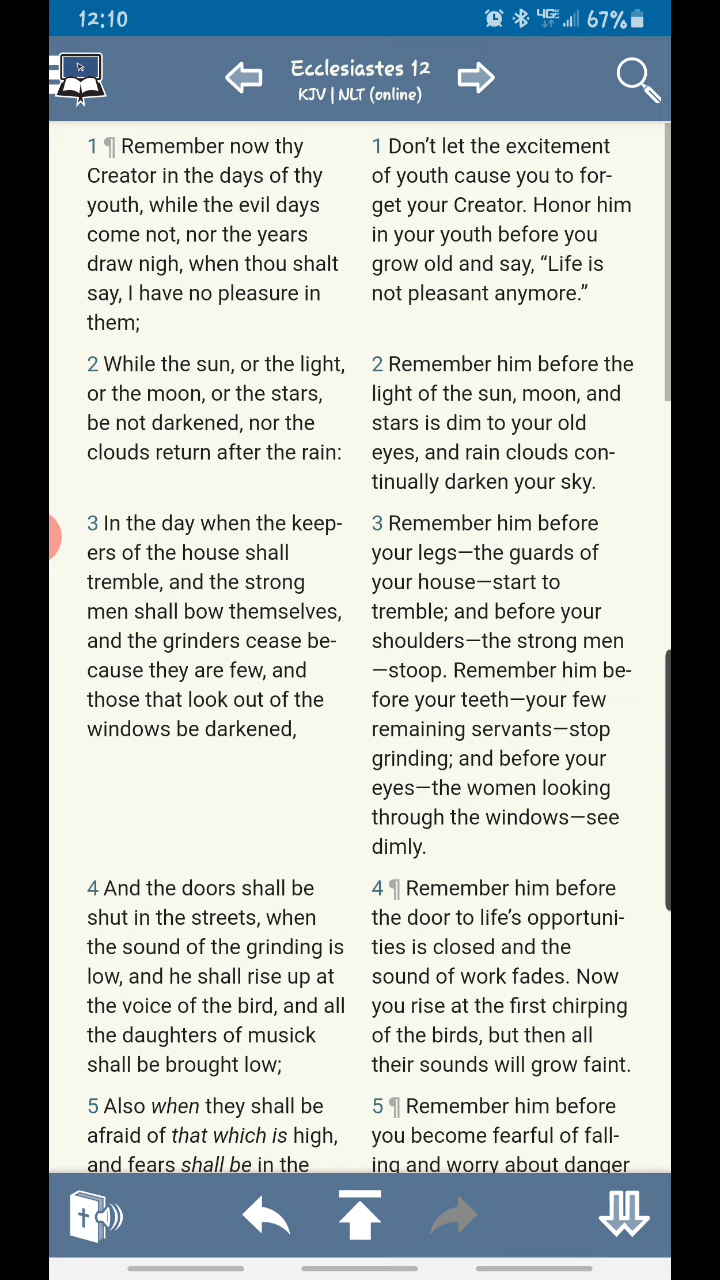 12:10
4GE
67%
Ecclesiastes 12
KJV | NLT (online)
1 ¶ Remember now thy
Creator in the days of thy
youth, while the evil days
come not, nor the years
draw nigh, when thou shalt
say, I have no pleasure in
them;
1 Don’t let the excitement
of youth cause you to for-
get your Creator. Honor him
in your youth before you
grow old and say, “Life is
not pleasant anymore.”
2 While the sun, or the light,
or the moon, or the stars,
be not darkened, nor the
clouds return after the rain:
2 Remember him before the
light of the sun, moon, and
stars is dim to your old
eyes, and rain clouds con-
tinually darken your sky.
3 In the day when the keep-
ers of the house shall
tremble, and the strong
men shall bow themselves,
and the grinders cease be-
cause they are few, and
those that look out of the
windows be darkened,
3 Remember him before
your legs—the guards of
your house—start to
tremble; and before your
shoulders—the strong men
—stoop. Remember him be-
fore your teeth—your few
remaining servants—stop
grinding; and before your
eyes—the women looking
through the windows—see
dimly.
4 And the doors shall be
shut in the streets, when
the sound of the grinding is
low, and he shall rise up at
the voice of the bird, and all
the daughters of musick
shall be brought low;
4 ¶ Remember him before
the door to life’s opportuni-
ties is closed and the
sound of work fades. Now
you rise at the first chirping
of the birds, but then all
their sounds will grow faint.
5 Also when they shall be
afraid of that which is high,
and fears shall be in the
5 ¶ Remember him before
you become fearful of fall-
ing and worry about danger